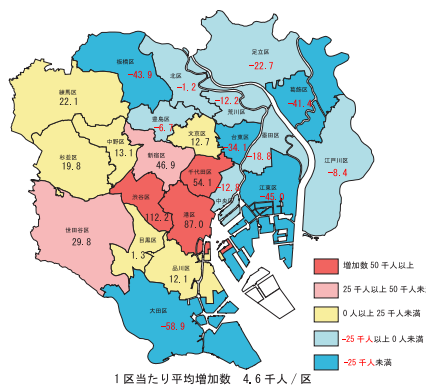 足立区
-22.7
板橋区
-43.9
北区
-1.2
葛飾区
-41.4
練馬区
22.1
-12.2
荒川区
豊島区
-6.7
文京区
12.7
台東区
-34.1
墨田区
-18.8
中野区
13.1
杉並区
19.8
新宿区
46.9
江戸川区
-8.4
千代田区
54.1
-12.8
中央区
江東区
-45.9
渋谷区
112.2
港区
87.0
世田谷区
29.8
目黒区
1.3
品川区
12.1
大田区
-58.9
増加数 50 千人以上
25 千人以上 50 千人未
0 人以上 25 千人未満
-25 千人以上 0 人未満
-25 千人未満
1区当たり平均増加数 4.6千人/区